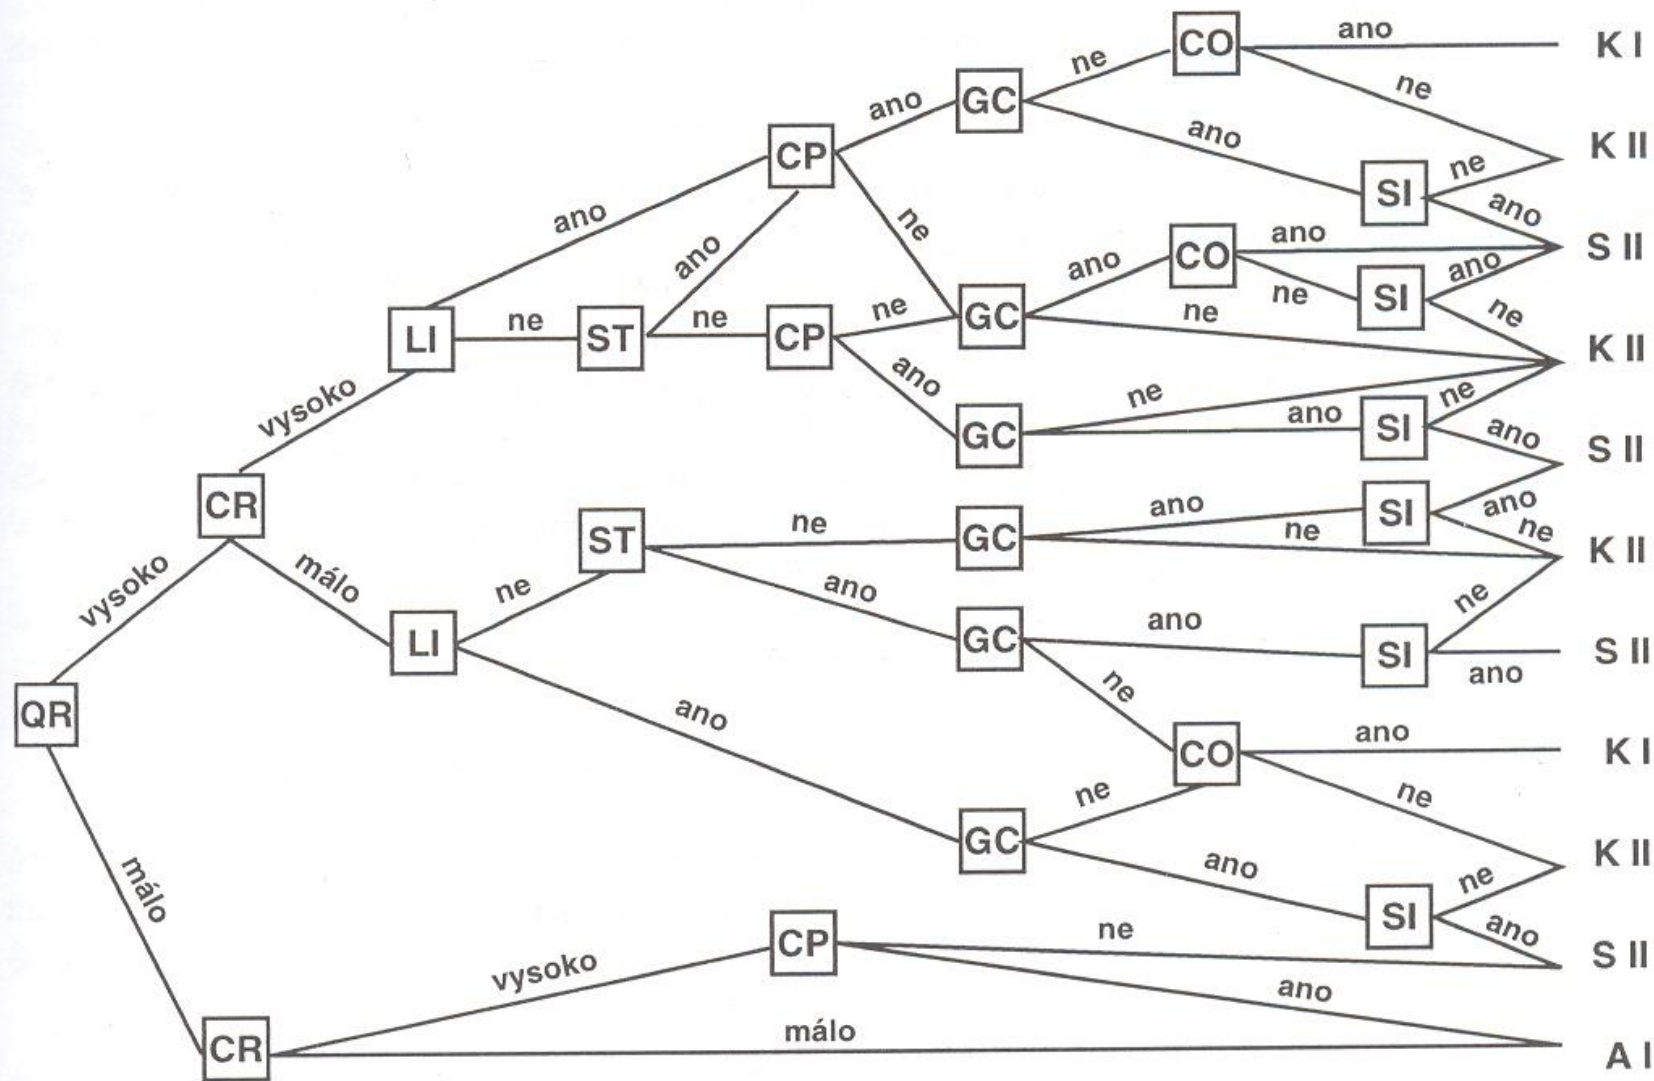 CO ano K I
ne
ne
GC
ano
CP
ano
K II
ne
SI
ano
ano
ano
ne
CO ano S II
ano
ano
ne
SI
LI ne ST ne CP ne GC
ne
ne
K II
vysoko
ano
GC
ne
ano
SI
ne
ano
S II
CR
ST
ne
GC
ano
SI
ano
ne
ne
K II
vysoko
málo
ne
ano
LI
GC
ano
SI
ne
S II
ano
QR
ano
ne
CO
ano
K I
ne
GC
ne
K II
málo
ano
SI
ne
ano
CP
ne
S II
vysoko
ano
CR
málo
A I